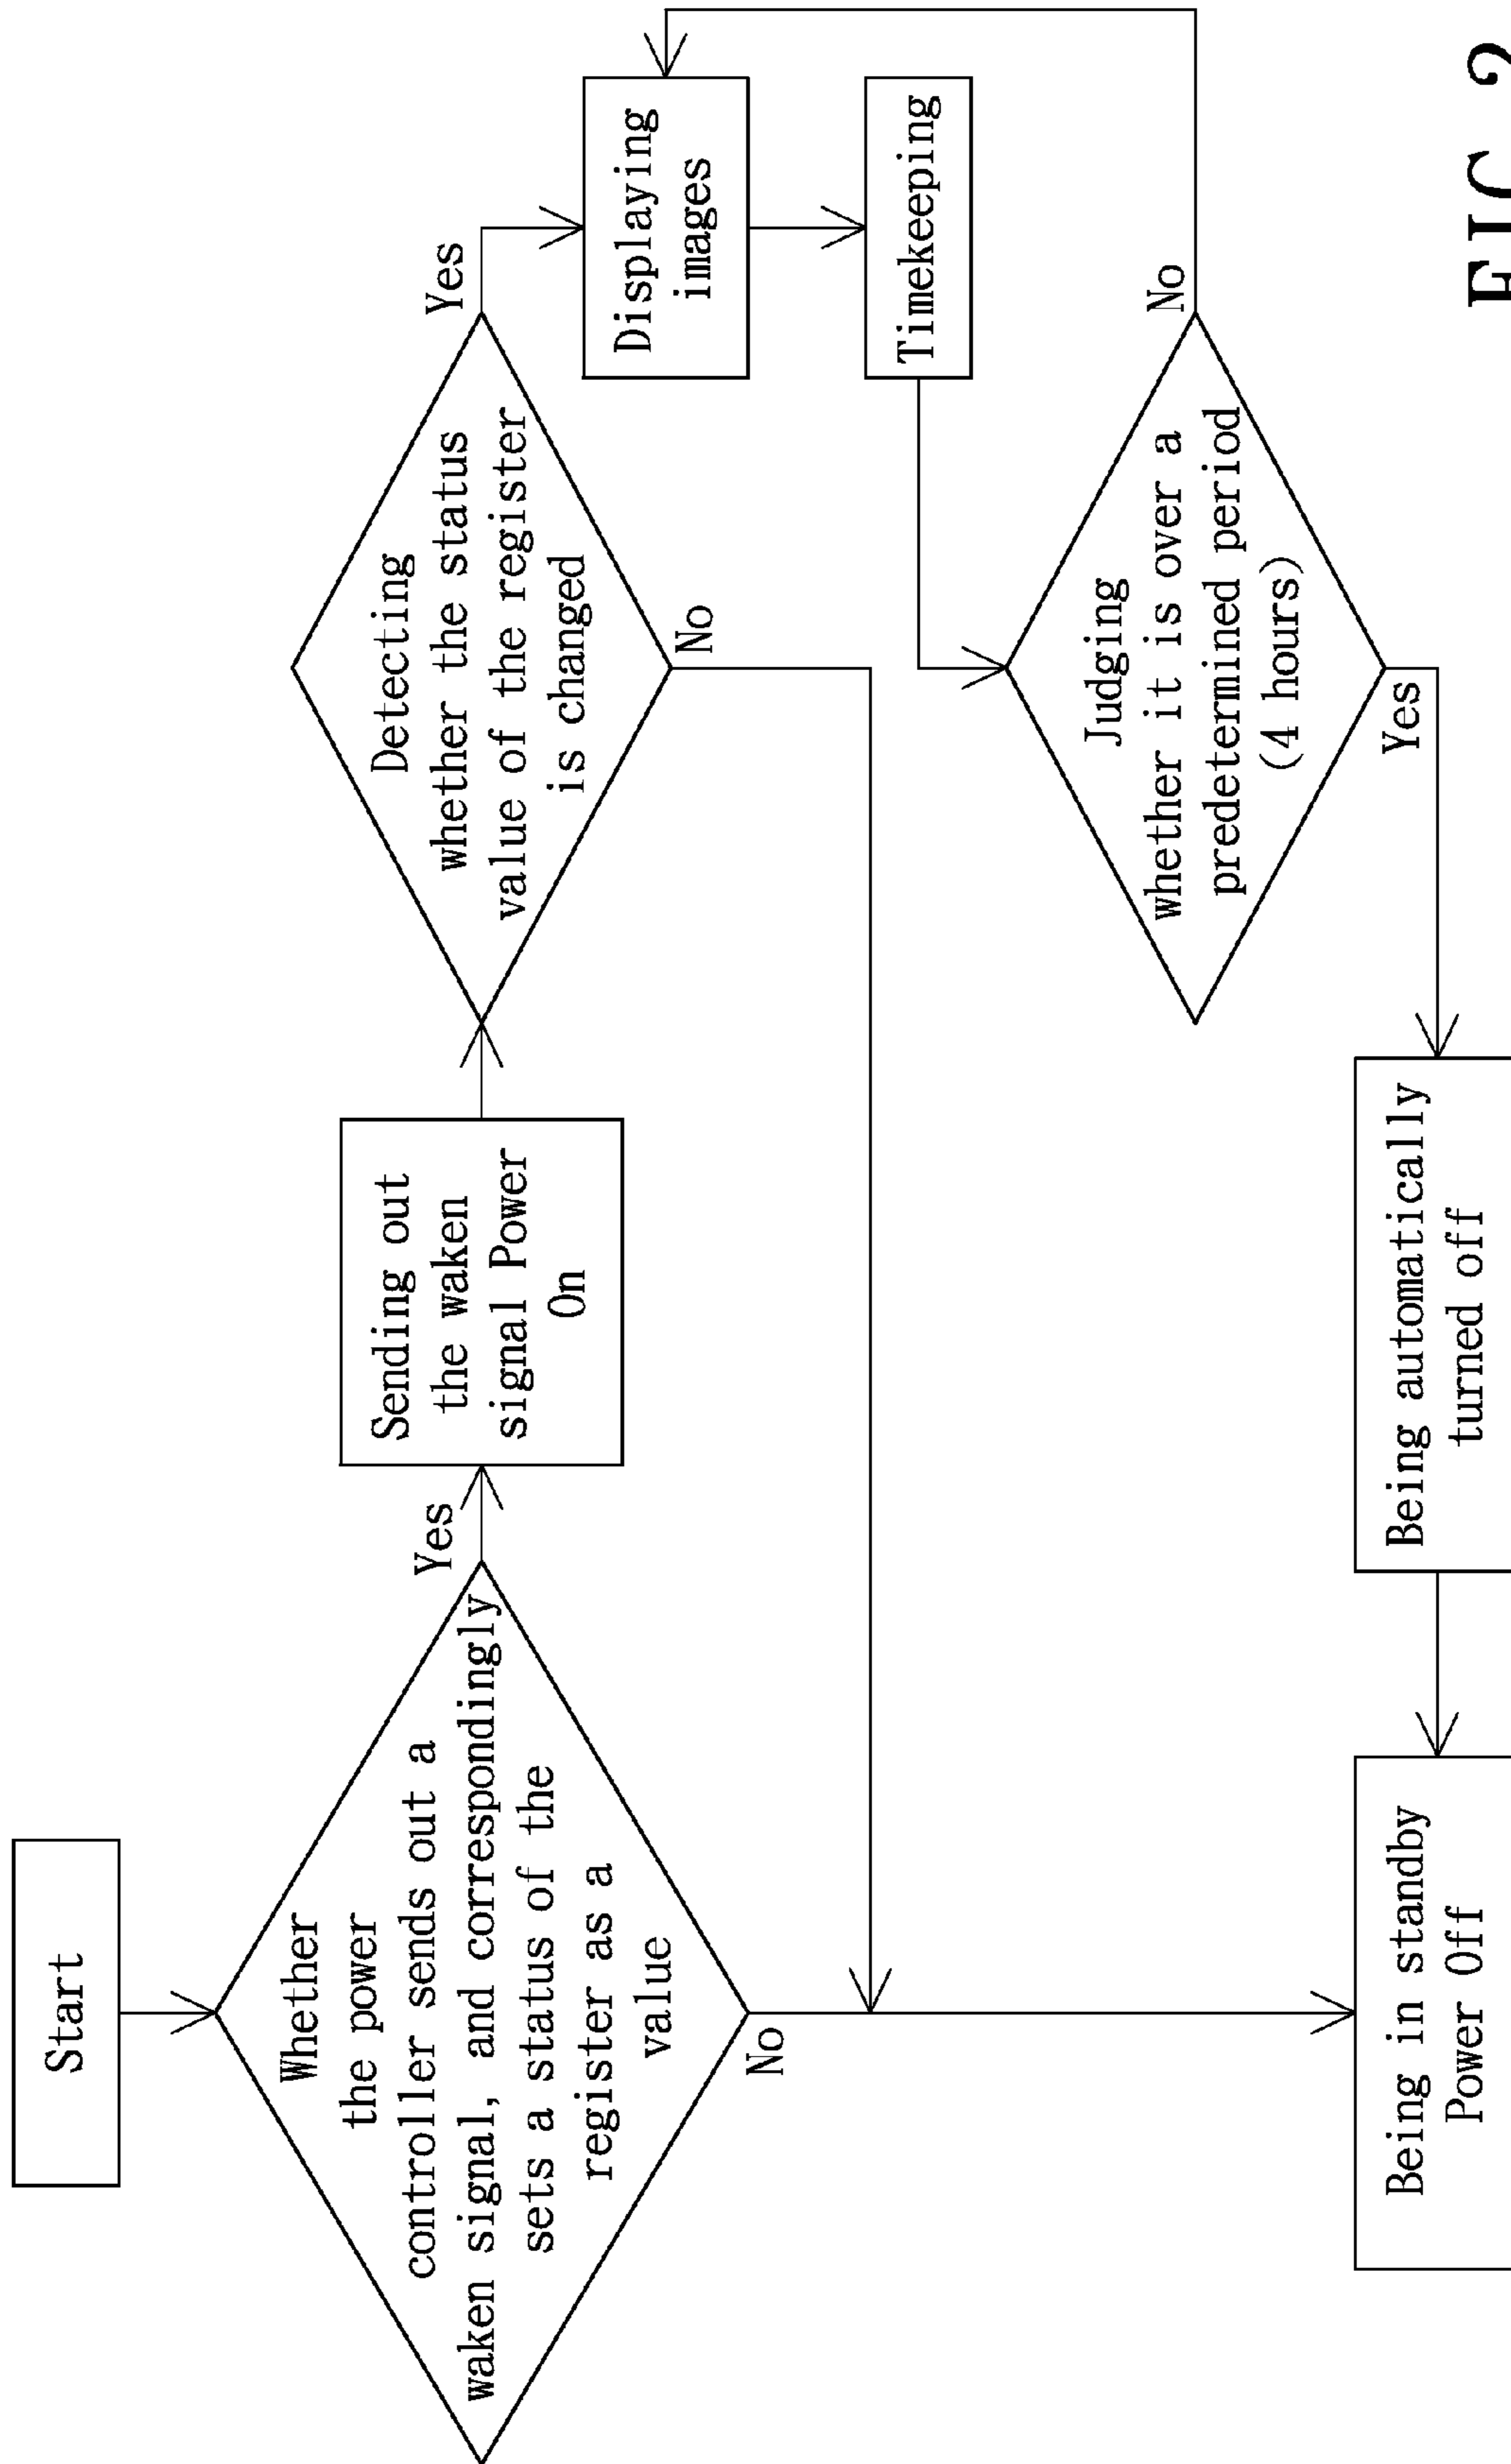 Start
Whether
the power
controller sends out a
waken signal, and correspondingly
sets a status of the
register as a
value
Yes
No
Sending out
the waken
signal Power
On
Detecting
whether the status
value of the register
is changed
Yes
No
Displaying
images
Timekeeping
Judging
whether it is over a
predetermined period
(4 hours)
No
Yes
Being automatically
turned off
Being in standby
Power Off